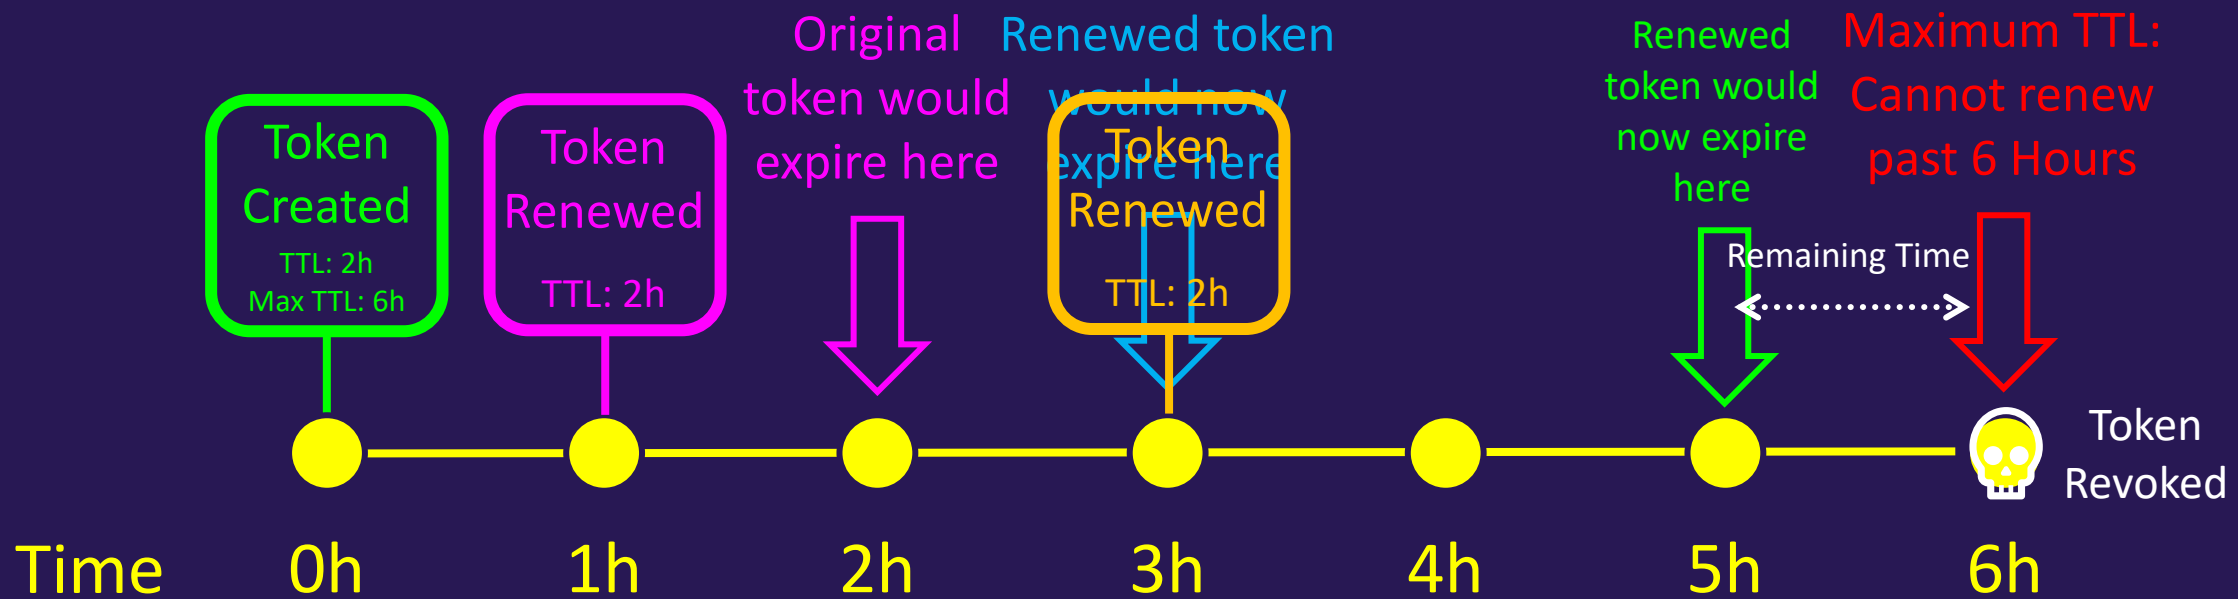 Token
Created
TTL: 2h
Max TTL: 6h
Token
Renewed
TTL: 2h
Original
token would
expire here
Renewed token
would now
expire here
Token
Renewed
TTL: 2h
Renewed
token would
now expire
here
Remaining Time
Maximum TTL:
Cannot renew
past 6 Hours
Token
Revoked
Time 0h 1h 2h 3h 4h 5h 6h